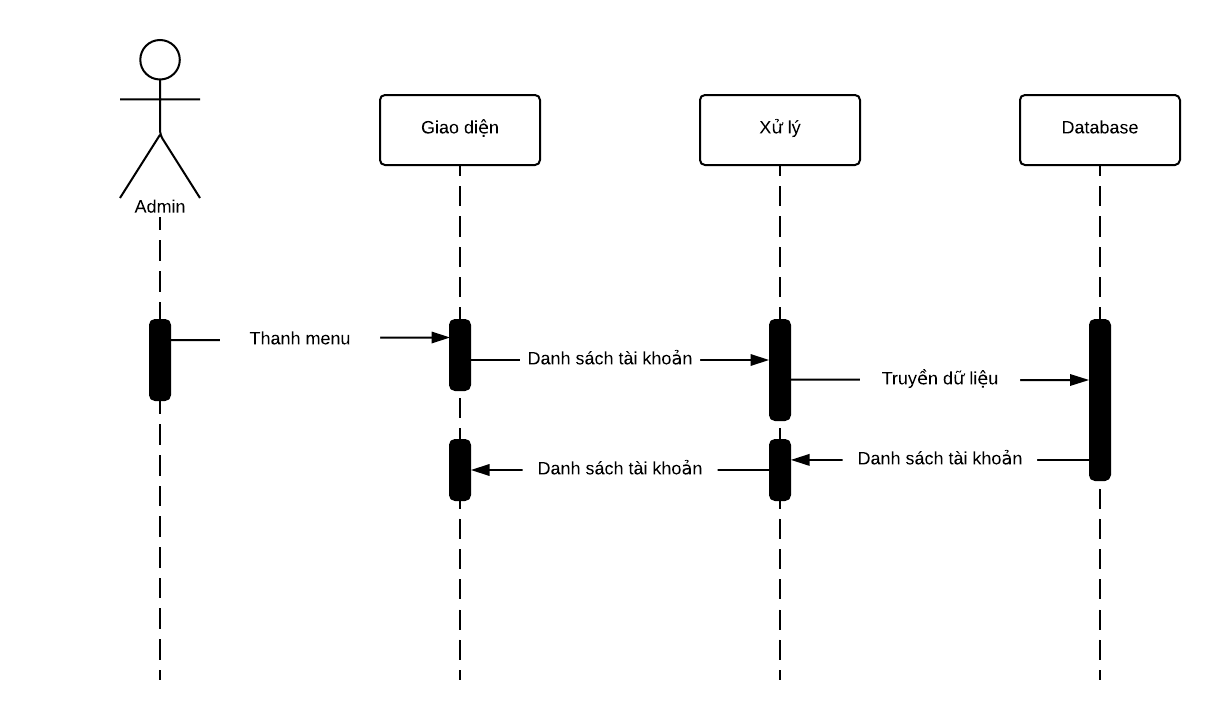 Giao diện
Xử lý
Database
Admin
Thanh menu
Danh sách tài khoản
Truyền dữ liệu
Danh sách tài khoản
Danh sách tài khoản